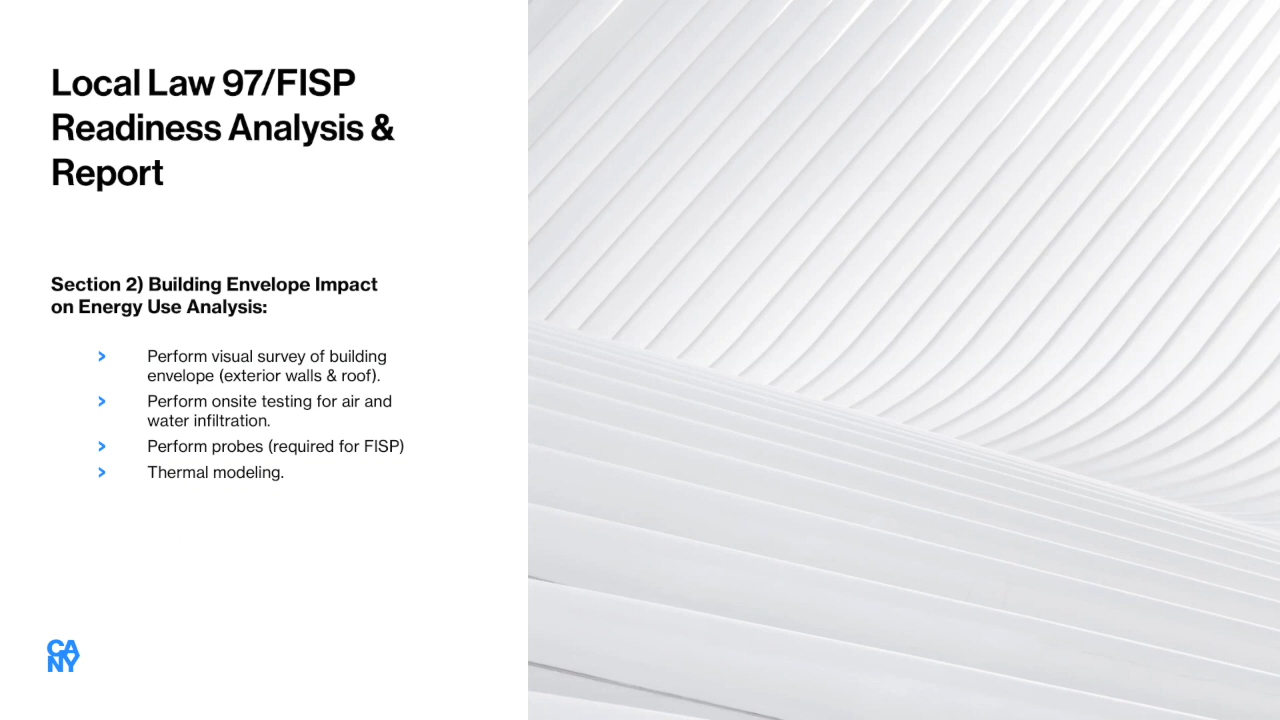 Local Law 97/FISP
Readiness Analysis &
Report
Section 2) Building Envelope Impact
on Energy Use Analysis:
> Perform visual survey of building
envelope (exterior walls & roof).
> Perform onsite testing for air and
water infiltration.
> Perform probes (required for FISP)
> Thermal modeling.
CA
NY